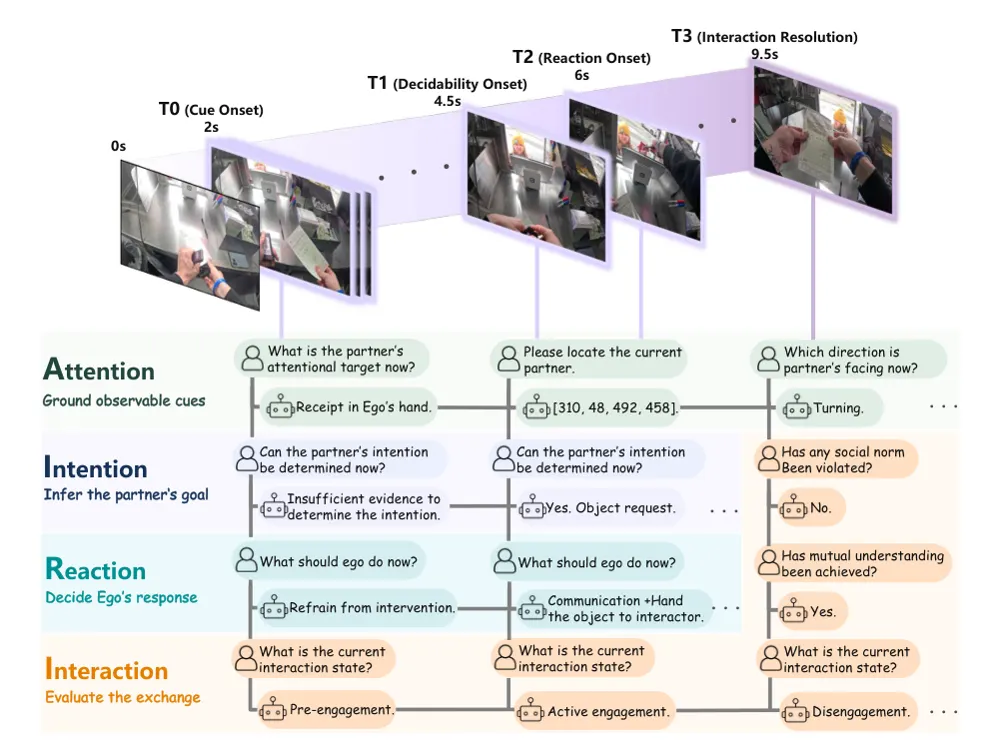 T3 (Interaction Resolution)
9.5s
T2 (Reaction Onset)
6s
T1 (Decidability Onset)
4.5s
T0 (Cue Onset)
2s
0s
Attention
Ground observable cues
What is the partner's
attentional target now?
Receipt in Ego's hand.
Please locate the current
partner.
[310, 48, 492, 458].
Which direction is
partner's facing now?
Turning.
. . .
Intention
Infer the partner's goal
Can the partner's intention
be determined now?
Insufficient evidence to
determine the intention.
Can the partner's intention
be determined now?
Yes. Object request.
. . .
Has any social norm
Been violated?
No.
Reaction
Decide Ego's response
What should ego do now?
Refrain from intervention.
What should ego do now?
Communication +Hand
the object to interactor.
. . .
Has mutual understanding
been achieved?
Yes.
Interaction
Evaluate the exchange
What is the current
interaction state?
Pre-engagement.
What is the current
interaction state?
Active engagement.
What is the current
interaction state?
Disengagement.
. . .